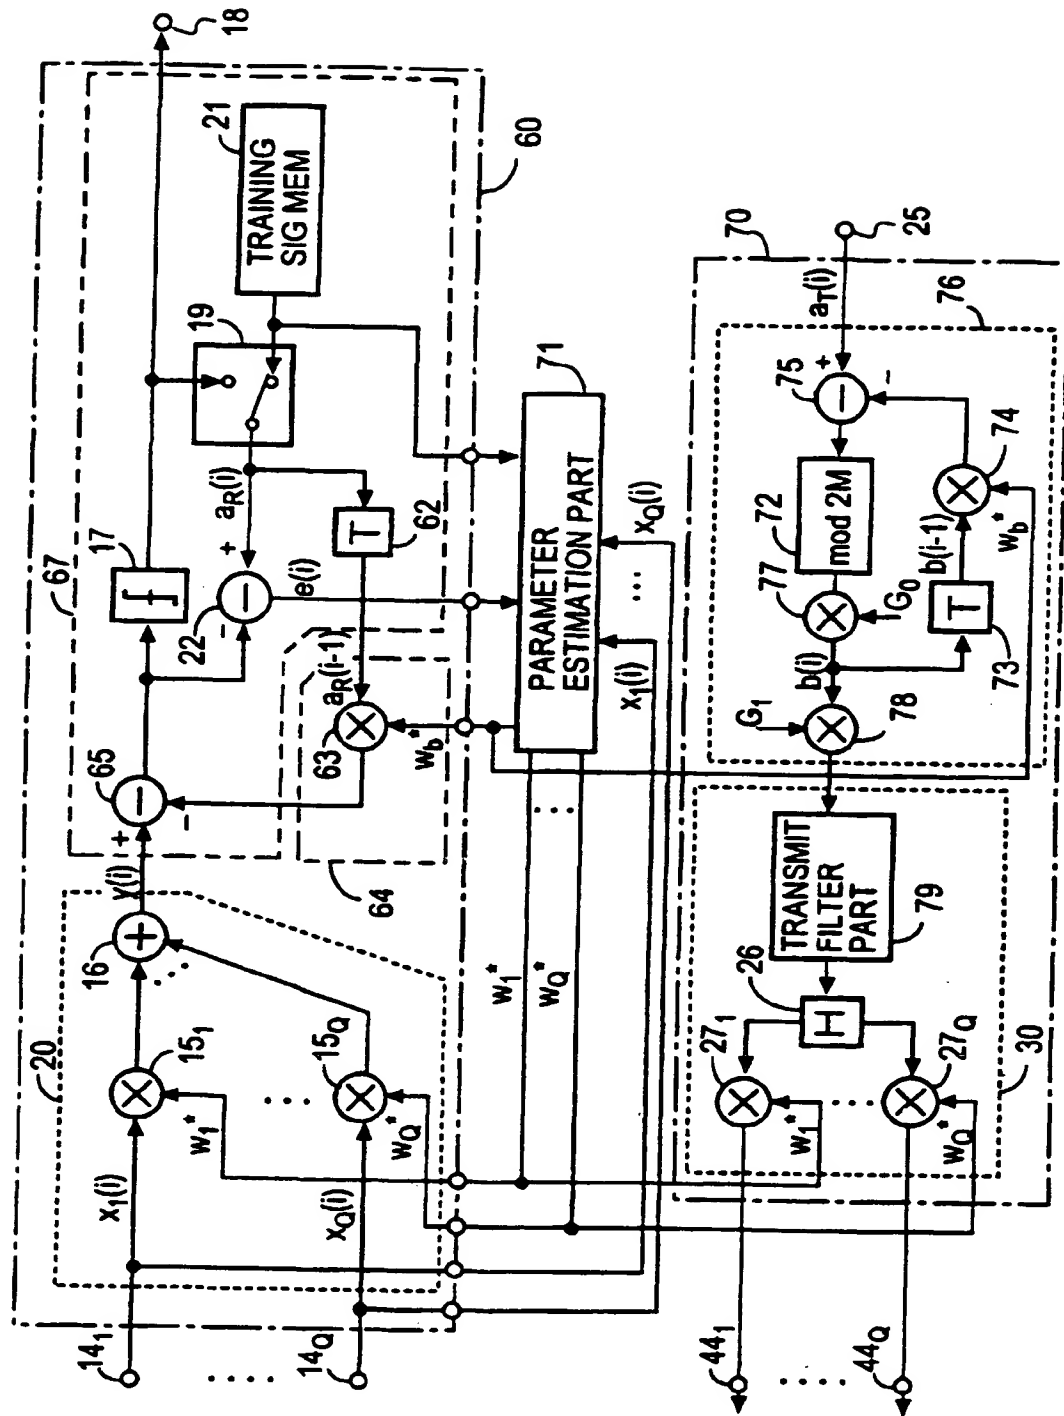 18
60
67
21
TRAINING
SIG MEM
19
17
a_R(i)
+
−
22
e(i)
T
62
a_R(i-1)
63
w_b*
64
65
+
−
y(i)
16
20
15_1
w_1*
x_1(i)
15_Q
w_Q*
x_Q(i)
14_1
14_Q
71
PARAMETER
ESTIMATION PART
x_1(i)
x_Q(i)
w_1*
w_Q*
70
25
a_T(i)
76
75
+
−
72
mod 2M
74
w_b*
77
G_0
b(i-1)
T
73
b(i)
G_1
78
TRANSMIT
FILTER
PART
79
26
H
27_1
w_1*
27_Q
w_Q*
30
44_1
44_Q